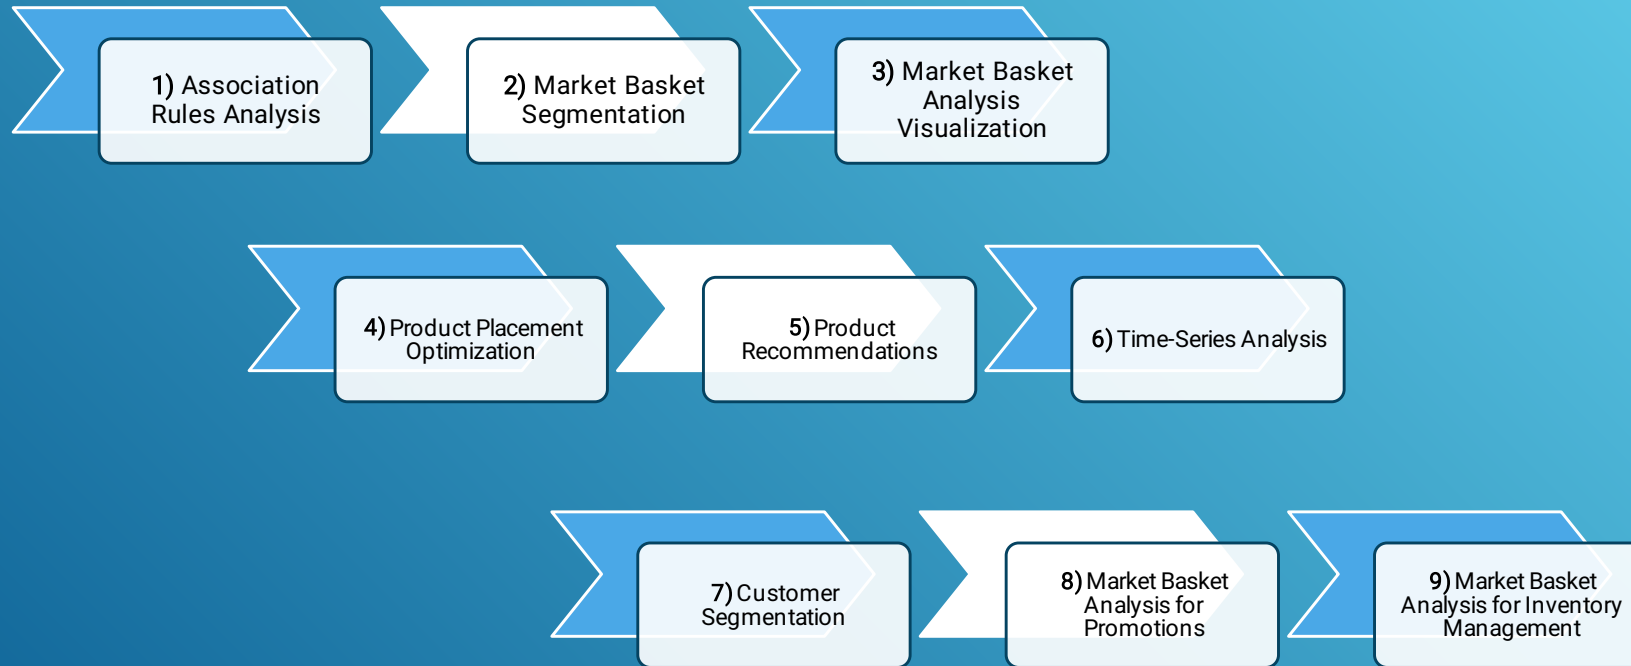 1) Association
Rules Analysis
2) Market Basket
Segmentation
3) Market Basket
Analysis
Visualization
4) Product Placement
Optimization
5) Product
Recommendations
6) Time-Series Analysis
7) Customer
Segmentation
8) Market Basket
Analysis for
Promotions
9) Market Basket
Analysis for Inventory
Management